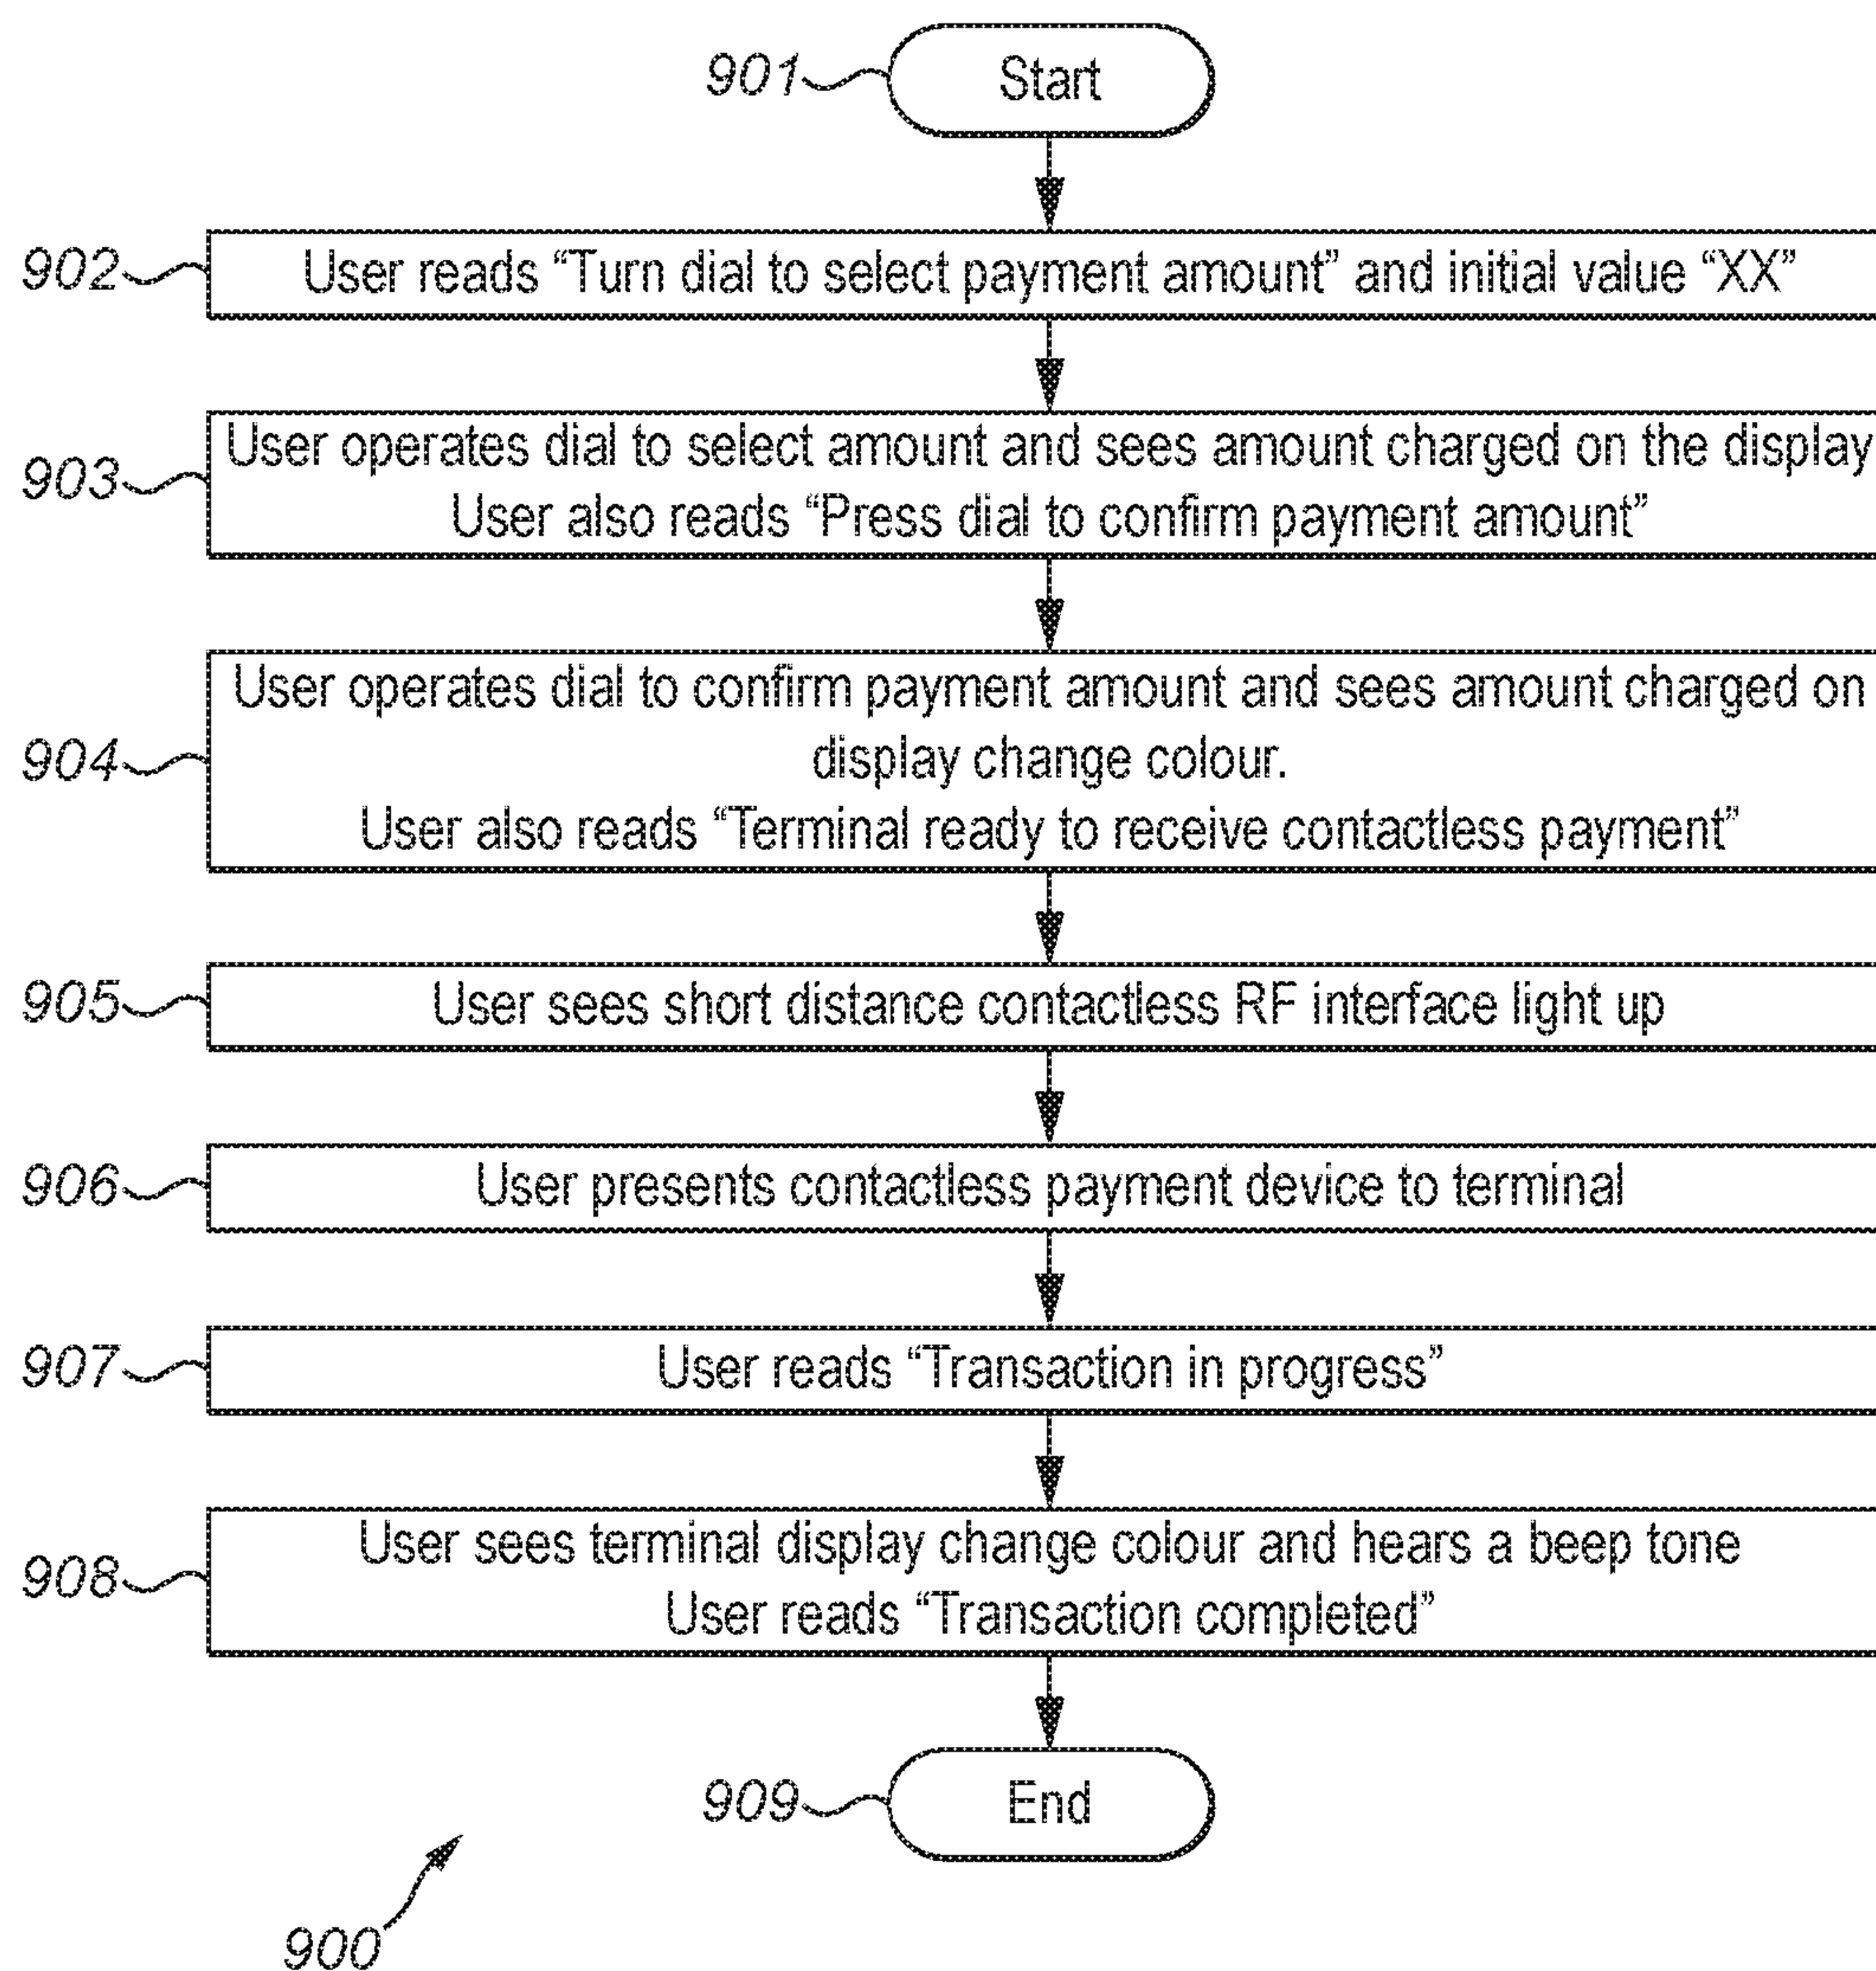 901 Start
902 User reads “Turn dial to select payment amount” and initial value “XX”
User operates dial to select amount and sees amount charged on the display
903
User also reads “Press dial to confirm payment amount”
User operates dial to confirm payment amount and sees amount charged on
904 display change colour.
User also reads “Terminal ready to receive contactless payment”
905 User sees short distance contactless RF interface light up
906 User presents contactless payment device to terminal
907 User reads “Transaction in progress”
User sees terminal display change colour and hears a beep tone
908
User reads “Transaction completed”
909 End
900